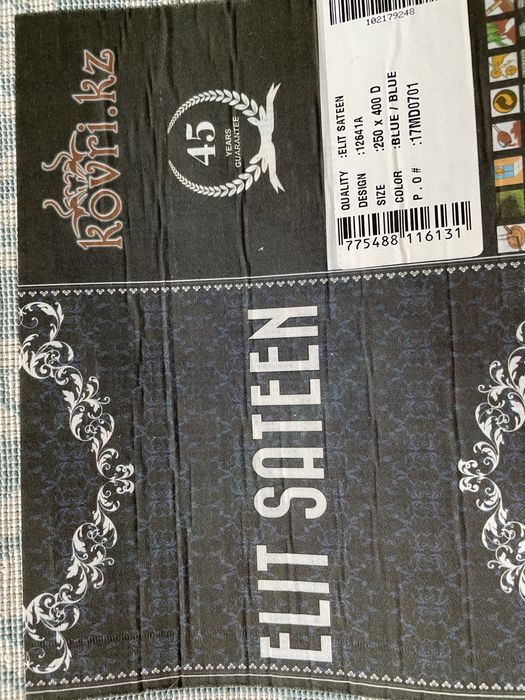 kovri.kz
45
YEARS
GUARANTEE
102179248
QUALITY :ELIT SATEEN
DESIGN :12641A
SIZE :250 X 400 D
COLOR :BLUE / BLUE
P.O# :17MD0701
775488 116131
ELIT SATEEN